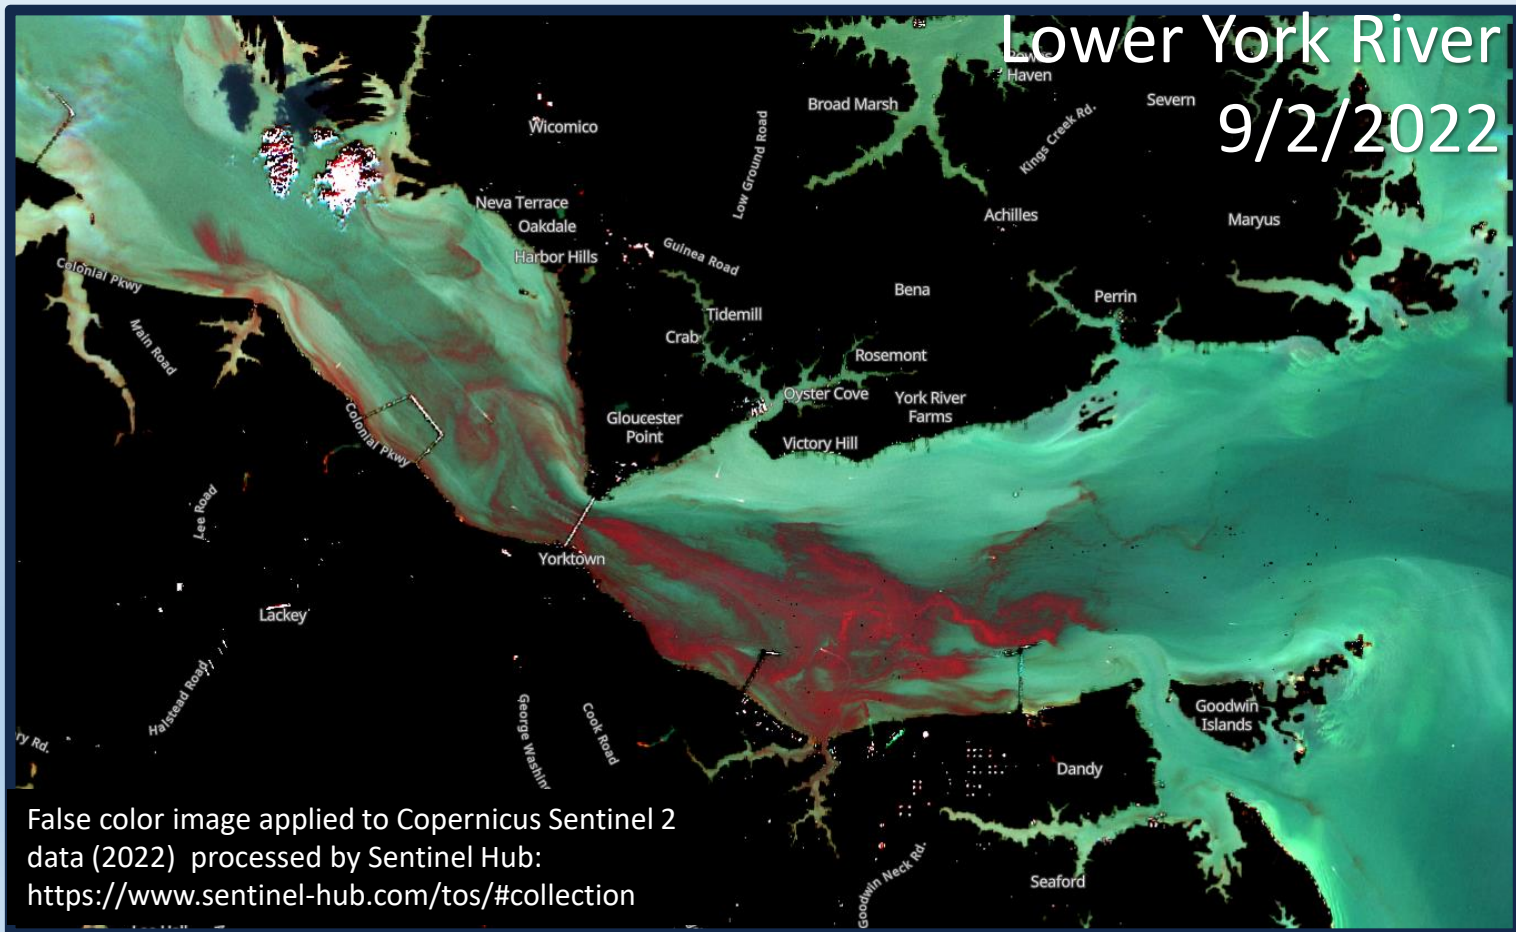 Lower York River
9/2/2022
Haven
Broad Marsh
Severn
Kings Creek Rd.
Wicomico
Low Ground Road
Neva Terrace
Achilles
Maryus
Oakdale
Guinea Road
Harbor Hills
Colonial Pkwy
Bena
Perrin
Main Road
Tidemill
Crab
Rosemont
Oyster Cove
York River
Farms
Gloucester
Point
Colonial Pkwy
Victory Hill
Lee Road
Yorktown
Lackey
Halstead Road
George Washin
Cook Road
Goodwin
Islands
ry Rd.
Dandy
False color image applied to Copernicus Sentinel 2
data (2022) processed by Sentinel Hub:
https://www.sentinel-hub.com/tos/#collection
Goodwin Neck Rd.
Seaford